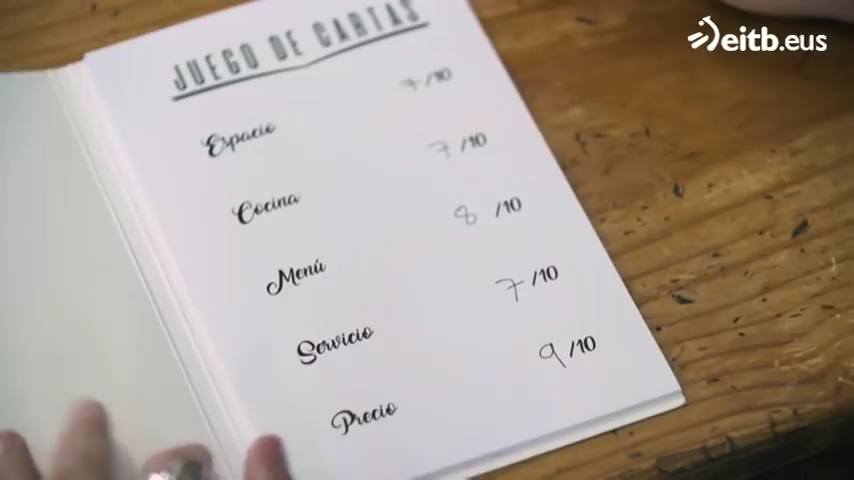 eitb.eus
JUEGO DE CARTAS
Espacio 7/10
Cocina 7/10
Menú 8/10
Servicio 7/10
Precio 9/10